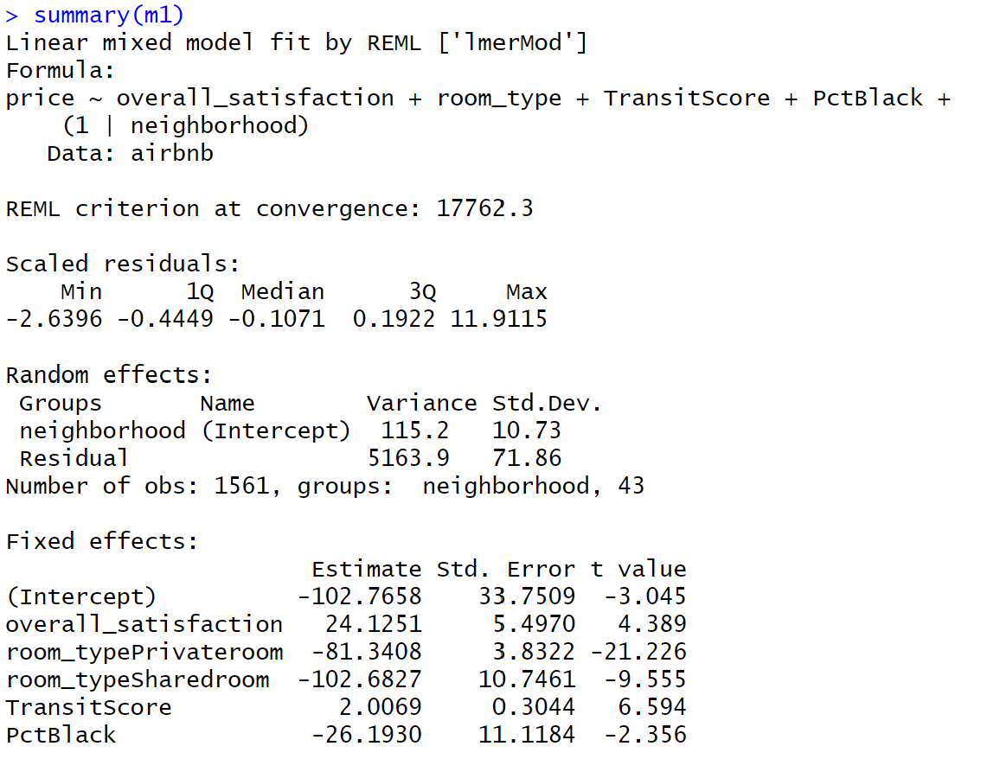 > summary(m1)
Linear mixed model fit by REML ['lmerMod']
Formula:
price ~ overall_satisfaction + room_type + TransitScore + PctBlack +
    (1 | neighborhood)
   Data: airbnb

REML criterion at convergence: 17762.3

Scaled residuals:
    Min      1Q  Median      3Q     Max
-2.6396 -0.4449 -0.1071  0.1922 11.9115

Random effects:
 Groups       Name        Variance Std.Dev.
 neighborhood (Intercept)  115.2   10.73
 Residual                 5163.9   71.86
Number of obs: 1561, groups:  neighborhood, 43

Fixed effects:
                      Estimate Std. Error t value
(Intercept)          -102.7658    33.7509  -3.045
overall_satisfaction   24.1251     5.4970   4.389
room_typePrivateroom  -81.3408     3.8322 -21.226
room_typeSharedroom  -102.6827    10.7461  -9.555
TransitScore            2.0069     0.3044   6.594
PctBlack              -26.1930    11.1184  -2.356